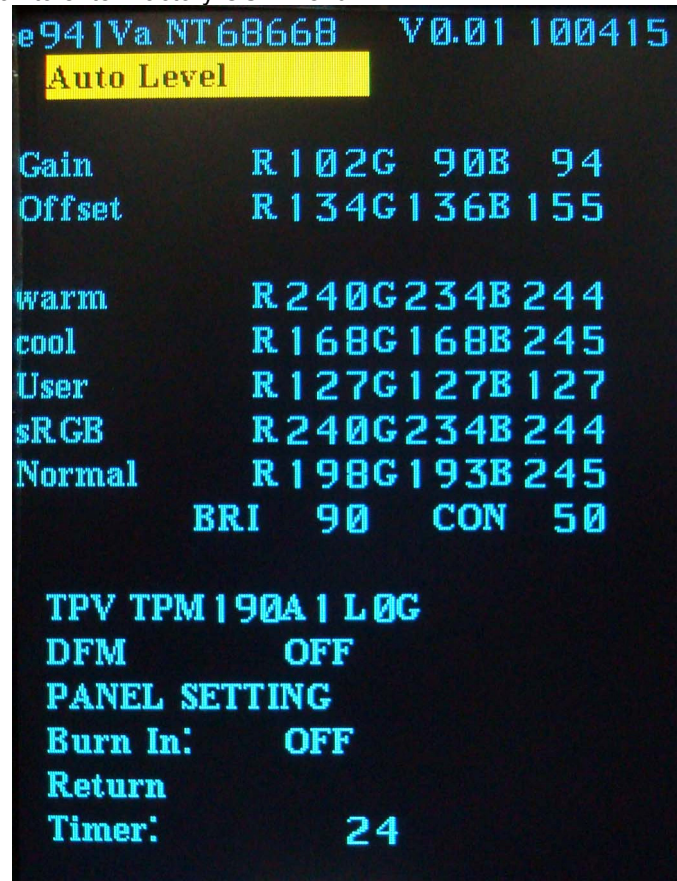 e941Va NT68668 V0.01 100415
Auto Level
Gain R102G 90B 94
Offset R134G136B155
warm R240G234B244
cool R168G168B245
User R127G127B127
sRGB R240G234B244
Normal R198G193B245
BRI 90 CON 50
TPV TPM190A1 L0G
DFM OFF
PANEL SETTING
Burn In: OFF
Return
Timer: 24